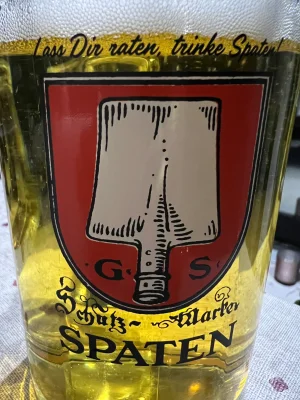 Lass Dir raten, trinke Spaten!
· G · S ·
Schutz - Marke
SPATEN